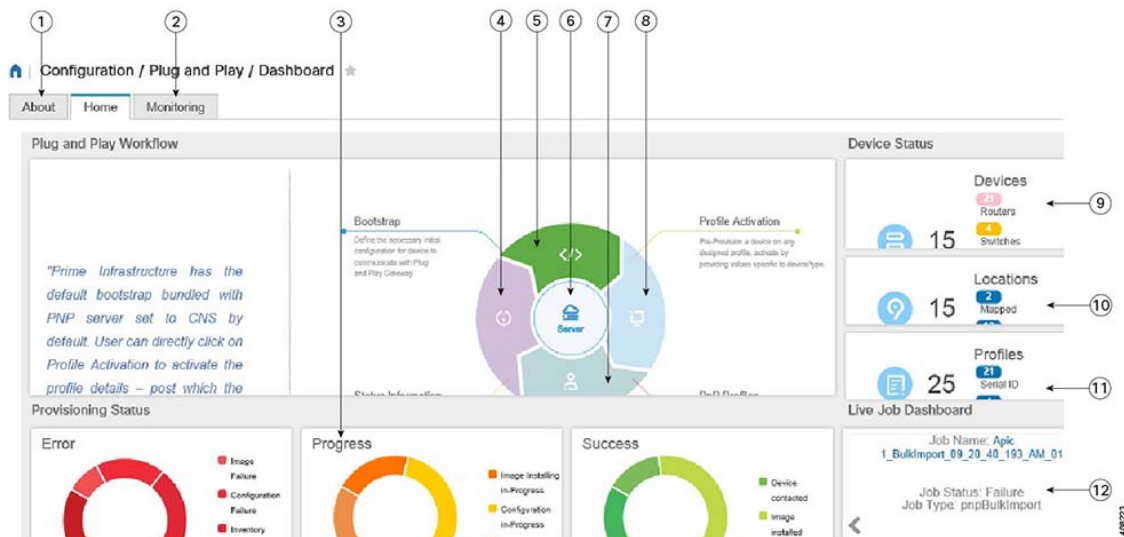 1 2 3 4 5 6 7 8
Configuration / Plug and Play / Dashboard
About Home Monitoring
Plug and Play Workflow
"Prime Infrastructure has the
default bootstrap bundled with
PNP server set to CNS by
default. User can directly click on
Profile Activation to activate the
profile details – post which the
Bootstrap
Define the necessary initial
configuration for device to
communicate with Plug
and Play Gateway
</>
Server
Profile Activation
Pre-Provision a device on any
designed profile, activate by
providing values specific to device/type.
Status Information
PnP Profiles
Device Status
Devices
21
Routers
15
4
Switches
9
Locations
2
15
Mapped
10
Profiles
21
25
Serial ID
11
Provisioning Status
Error
Image
Failure
Configuration
Failure
Inventory
Progress
Image Installing
in-Progress
Configuration
in-Progress
Success
Device
contacted
Image
installed
Live Job Dashboard
Job Name: Apic
1_BulkImport_09_20_40_193_AM_01
Job Status: Failure
Job Type: pnpBulkImport
12